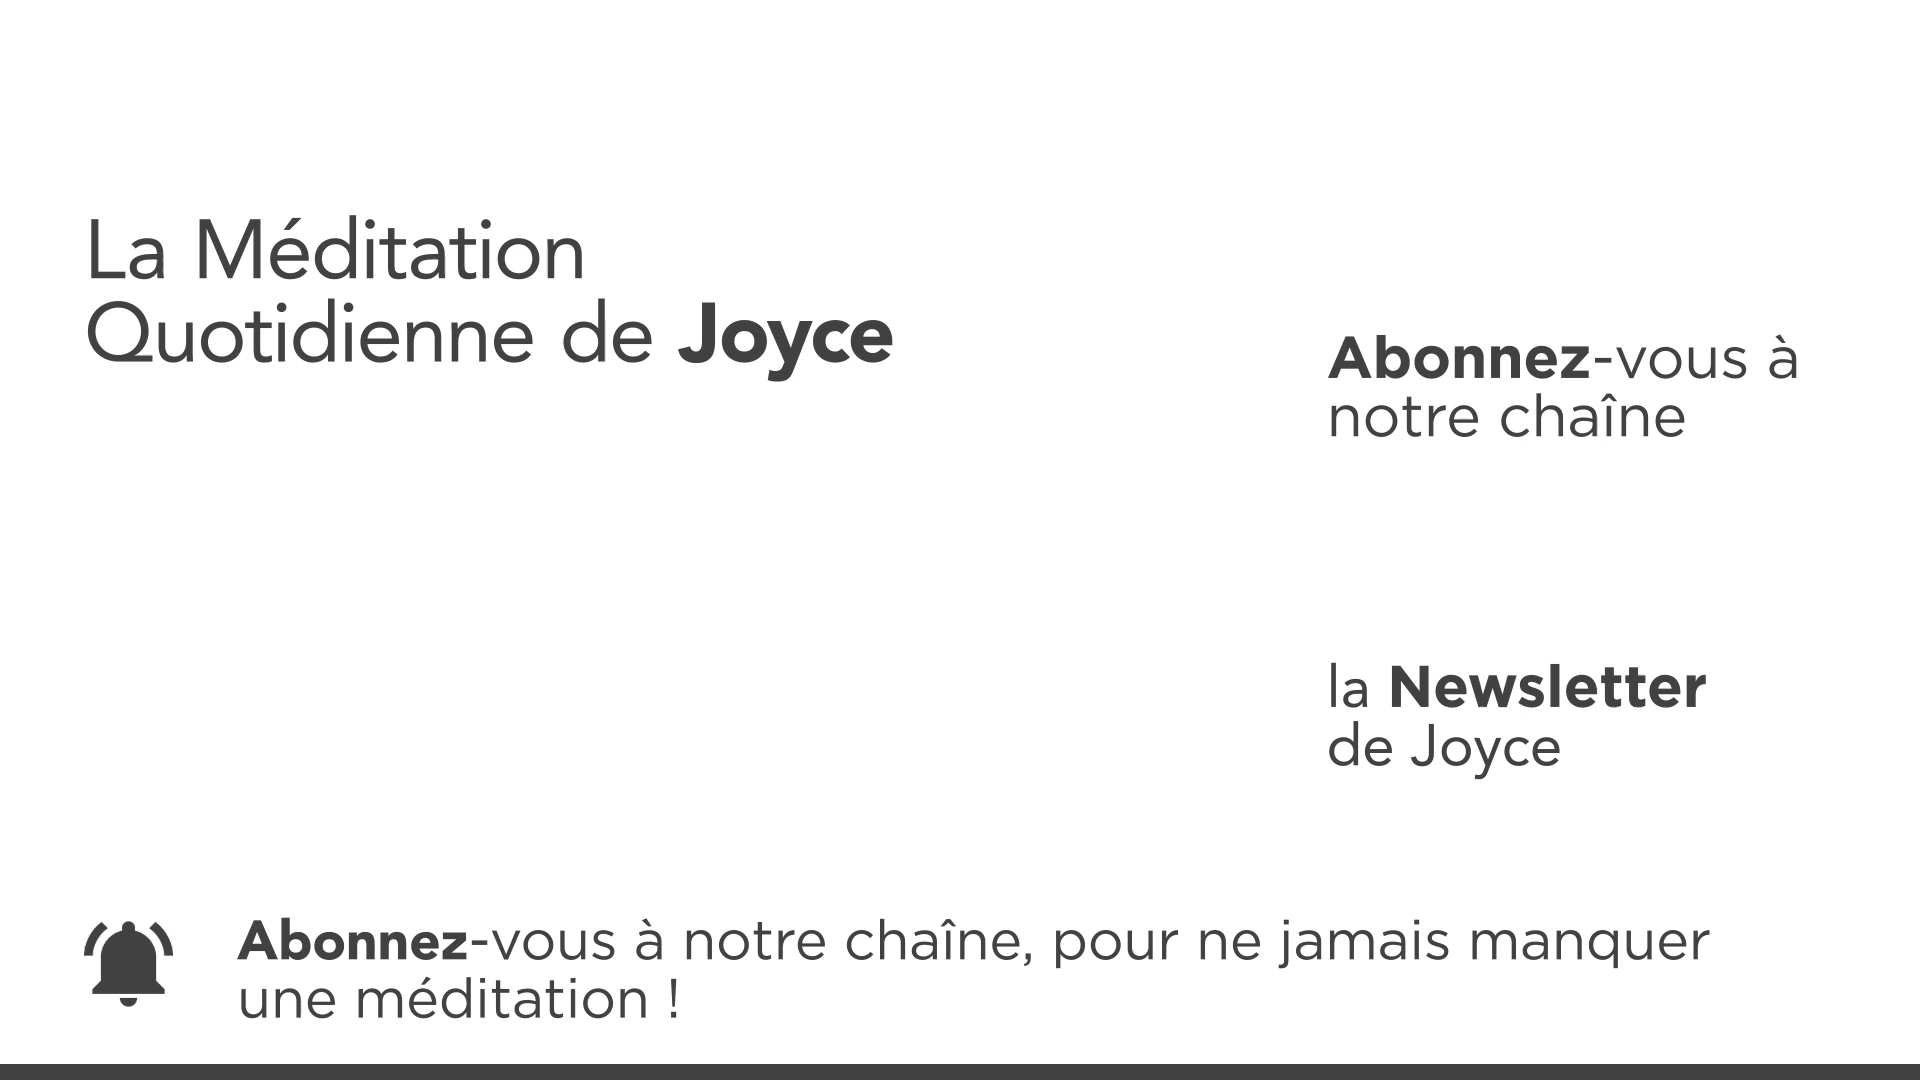 La Méditation
Quotidienne de Joyce
Abonnez-vous à
notre chaîne
la Newsletter
de Joyce
Abonnez-vous à notre chaîne, pour ne jamais manquer
une méditation !